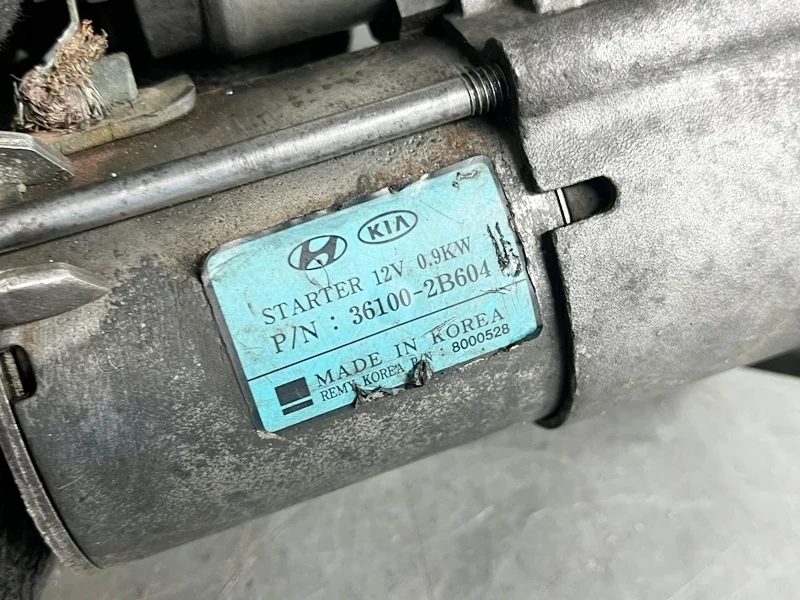 KIA
STARTER 12V 0.9KW
P/N : 36100-2B604
MADE IN KOREA
REMY KOREA P/N : 8000528